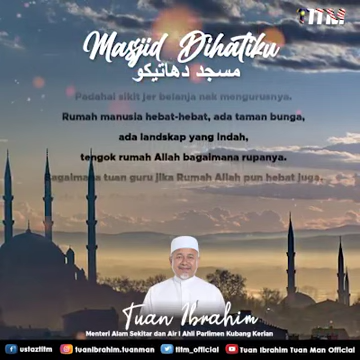 TTM
Masjid Dihatiku
مسجد دهاتيکو
Padahal sikit jer belanja nak mengurusnya.
Rumah manusia hebat-hebat, ada taman bunga,
ada landskap yang indah,
tengok rumah Allah bagaimana rupanya.
Bagaimana tuan guru jika Rumah Allah pun hebat juga,
Tuan Ibrahim
Menteri Alam Sekitar dan Air I Ahli Parlimen Kubang Kerian
ustaztitm tuanibrahim.tuanman titm_official Tuan Ibrahim Tuan Man Official